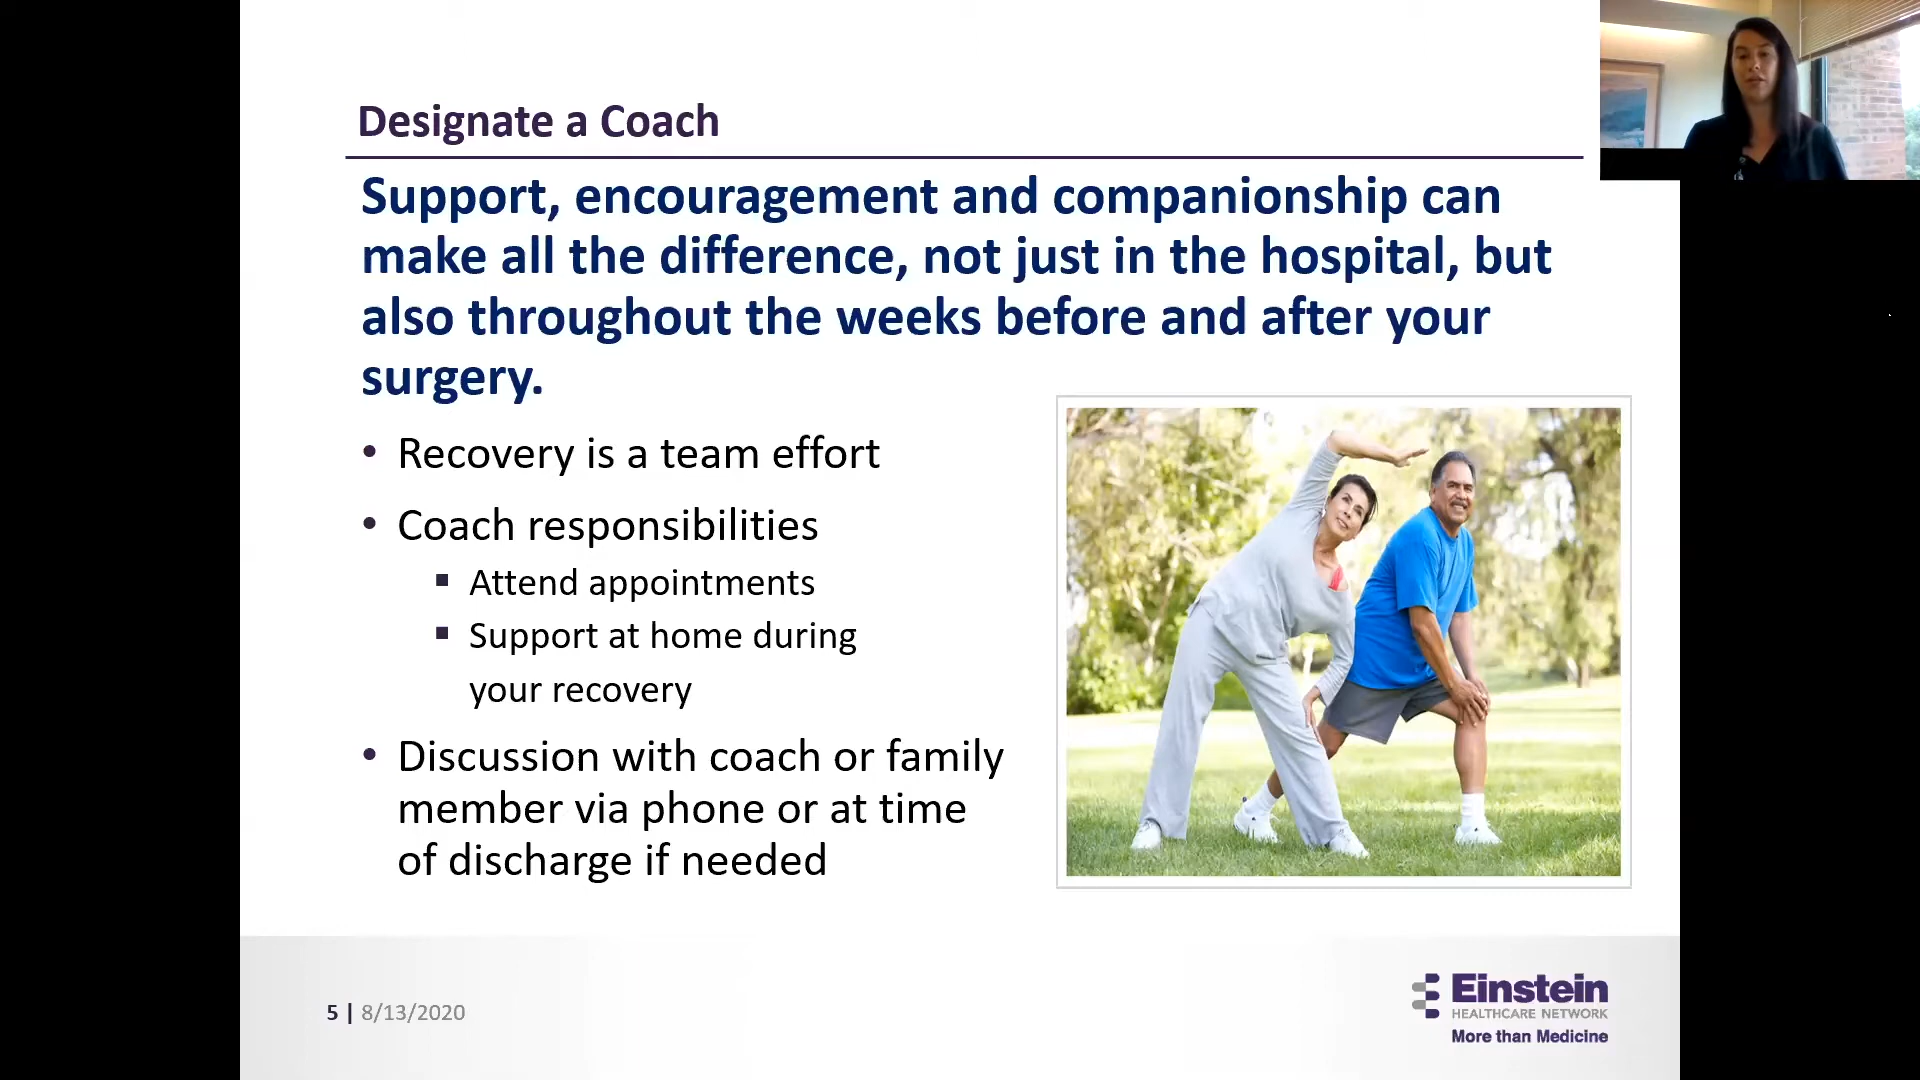 Designate a Coach
Support, encouragement and companionship can
make all the difference, not just in the hospital, but
also throughout the weeks before and after your
surgery.
• Recovery is a team effort
• Coach responsibilities
▪ Attend appointments
▪ Support at home during
your recovery
• Discussion with coach or family
member via phone or at time
of discharge if needed
5 | 8/13/2020
Einstein
HEALTHCARE NETWORK
More than Medicine